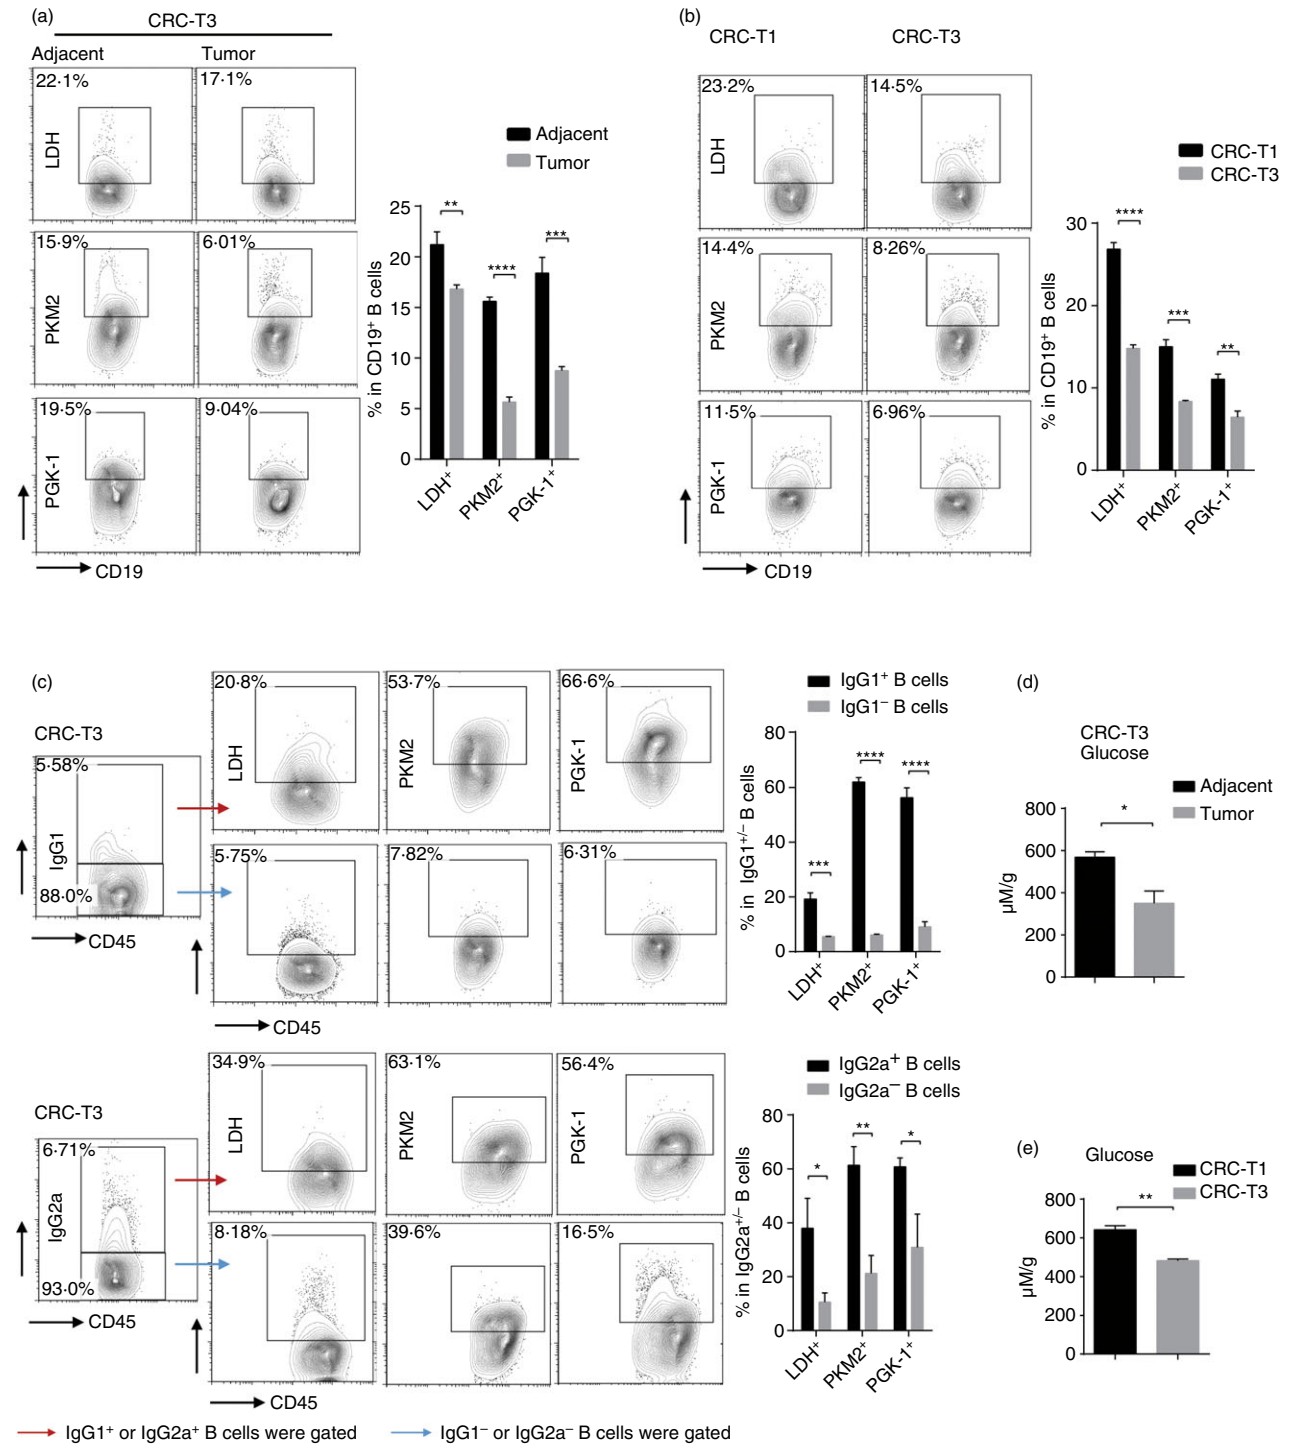 (a)
CRC-T3
Adjacent
Tumor
22·1%
17·1%
LDH
15·9%
6·01%
PKM2
19·5%
9·04%
PGK-1
CD19
Adjacent
Tumor
25
20
15
10
5
0
% in CD19⁺ B cells
**
****
***
LDH⁺
PKM2⁺
PGK-1⁺
(b)
CRC-T1
CRC-T3
23·2%
14·5%
LDH
14·4%
8·26%
PKM2
11·5%
6·96%
PGK-1
CD19
CRC-T1
CRC-T3
30
20
10
0
% in CD19⁺ B cells
****
***
**
LDH⁺
PKM2⁺
PGK-1⁺
(c)
CRC-T3
5·58%
IgG1
88·0%
CD45
20·8%
53·7%
66·6%
LDH
PKM2
PGK-1
5·75%
7·82%
6·31%
CD45
IgG1⁺ B cells
IgG1⁻ B cells
80
60
40
20
0
% in IgG1⁺/⁻ B cells
***
****
****
LDH⁺
PKM2⁺
PGK-1⁺
(d)
CRC-T3
Glucose
Adjacent
Tumor
800
600
400
200
0
µM/g
*
CRC-T3
6·71%
IgG2a
93·0%
CD45
34·9%
63·1%
56·4%
LDH
PKM2
PGK-1
8·18%
39·6%
16·5%
CD45
IgG2a⁺ B cells
IgG2a⁻ B cells
80
60
40
20
0
% in IgG2a⁺/⁻ B cells
*
**
*
LDH⁺
PKM2⁺
PGK-1⁺
(e)
Glucose
CRC-T1
CRC-T3
800
600
400
200
0
µM/g
**
IgG1⁺ or IgG2a⁺ B cells were gated
IgG1⁻ or IgG2a⁻ B cells were gated